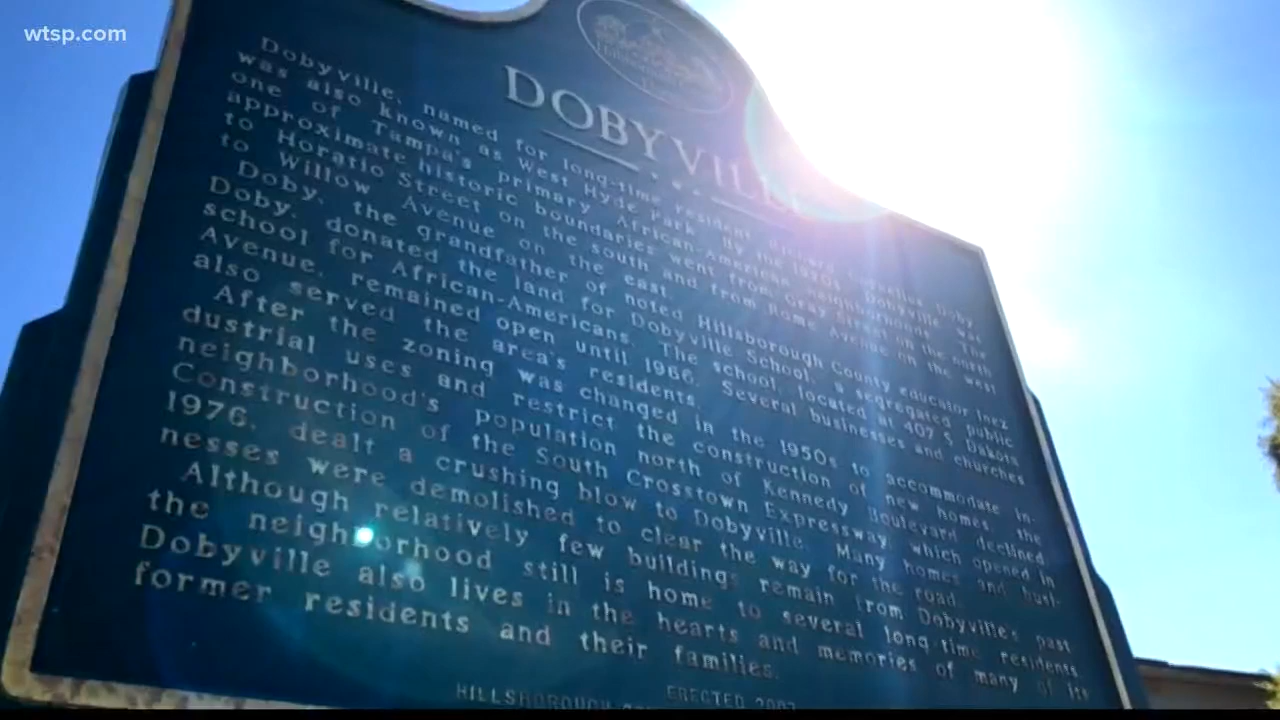 wtsp.com
DOBYVILLE
Dobyville, named for long-time resident Richard Cornelius Doby,
was also known as West Hyde Park. By the 1920s, Dobyville was
one of Tampa's primary African-American neighborhoods. The
approximate historic boundaries went from Gray Avenue on the north
to Horatio Street on the south and from Rome Avenue on the west
to Willow Avenue on the east.
Doby, the grandfather of noted Hillsborough County educator Inez
Doby, donated the land for Dobyville School, a segregated public
school for African-Americans. The school, located at 407 S. Dakota
Avenue, remained open until 1966. Several businesses and churches
also served the area's residents.
After the zoning was changed in the 1950s to accommodate in-
dustrial uses and restrict the construction of new homes, the
neighborhood's population north of Kennedy Boulevard declined.
Construction of the South Crosstown Expressway, which opened in
1976, dealt a crushing blow to Dobyville. Many homes and busi-
nesses were demolished to clear the way for the road.
Although relatively few buildings remain from Dobyville's past
the neighborhood still is home to several long-time residents.
Dobyville also lives in the hearts and memories of many of its
former residents and their families.
ERECTED
HILLSBOROUGH